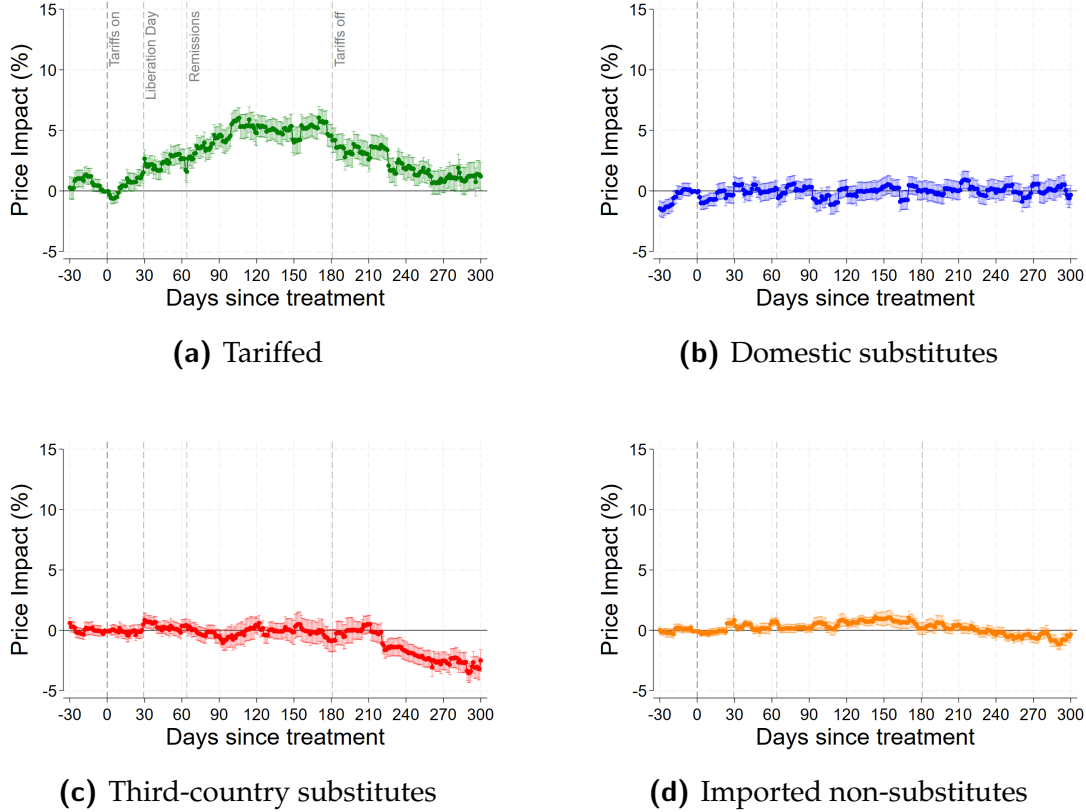 Price Impact (%)
15
10
5
0
-5
Tariffs on
Liberation Day
Remissions
Tariffs off
-30 0 30 60 90 120 150 180 210 240 270 300
Days since treatment
(a) Tariffed
Price Impact (%)
15
10
5
0
-5
-30 0 30 60 90 120 150 180 210 240 270 300
Days since treatment
(b) Domestic substitutes
Price Impact (%)
15
10
5
0
-5
-30 0 30 60 90 120 150 180 210 240 270 300
Days since treatment
(c) Third-country substitutes
Price Impact (%)
15
10
5
0
-5
-30 0 30 60 90 120 150 180 210 240 270 300
Days since treatment
(d) Imported non-substitutes